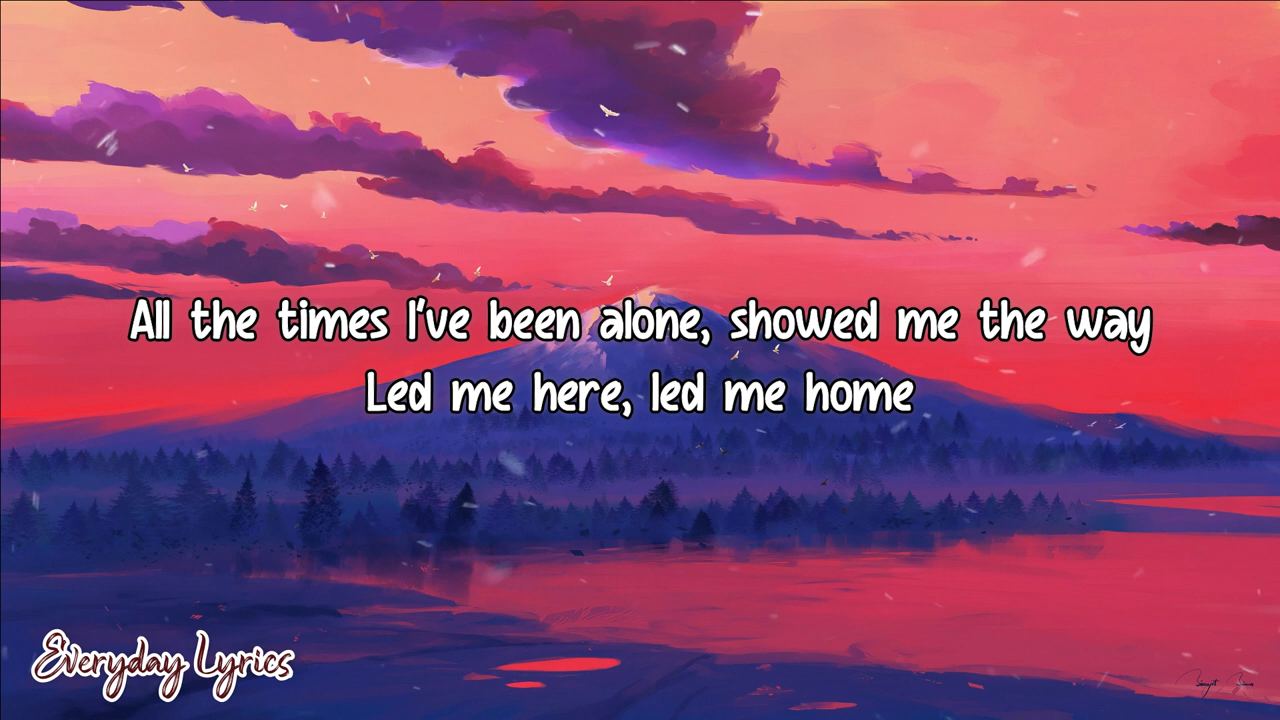 All the times I've been alone, showed me the way
Led me here, led me home
Everyday Lyrics